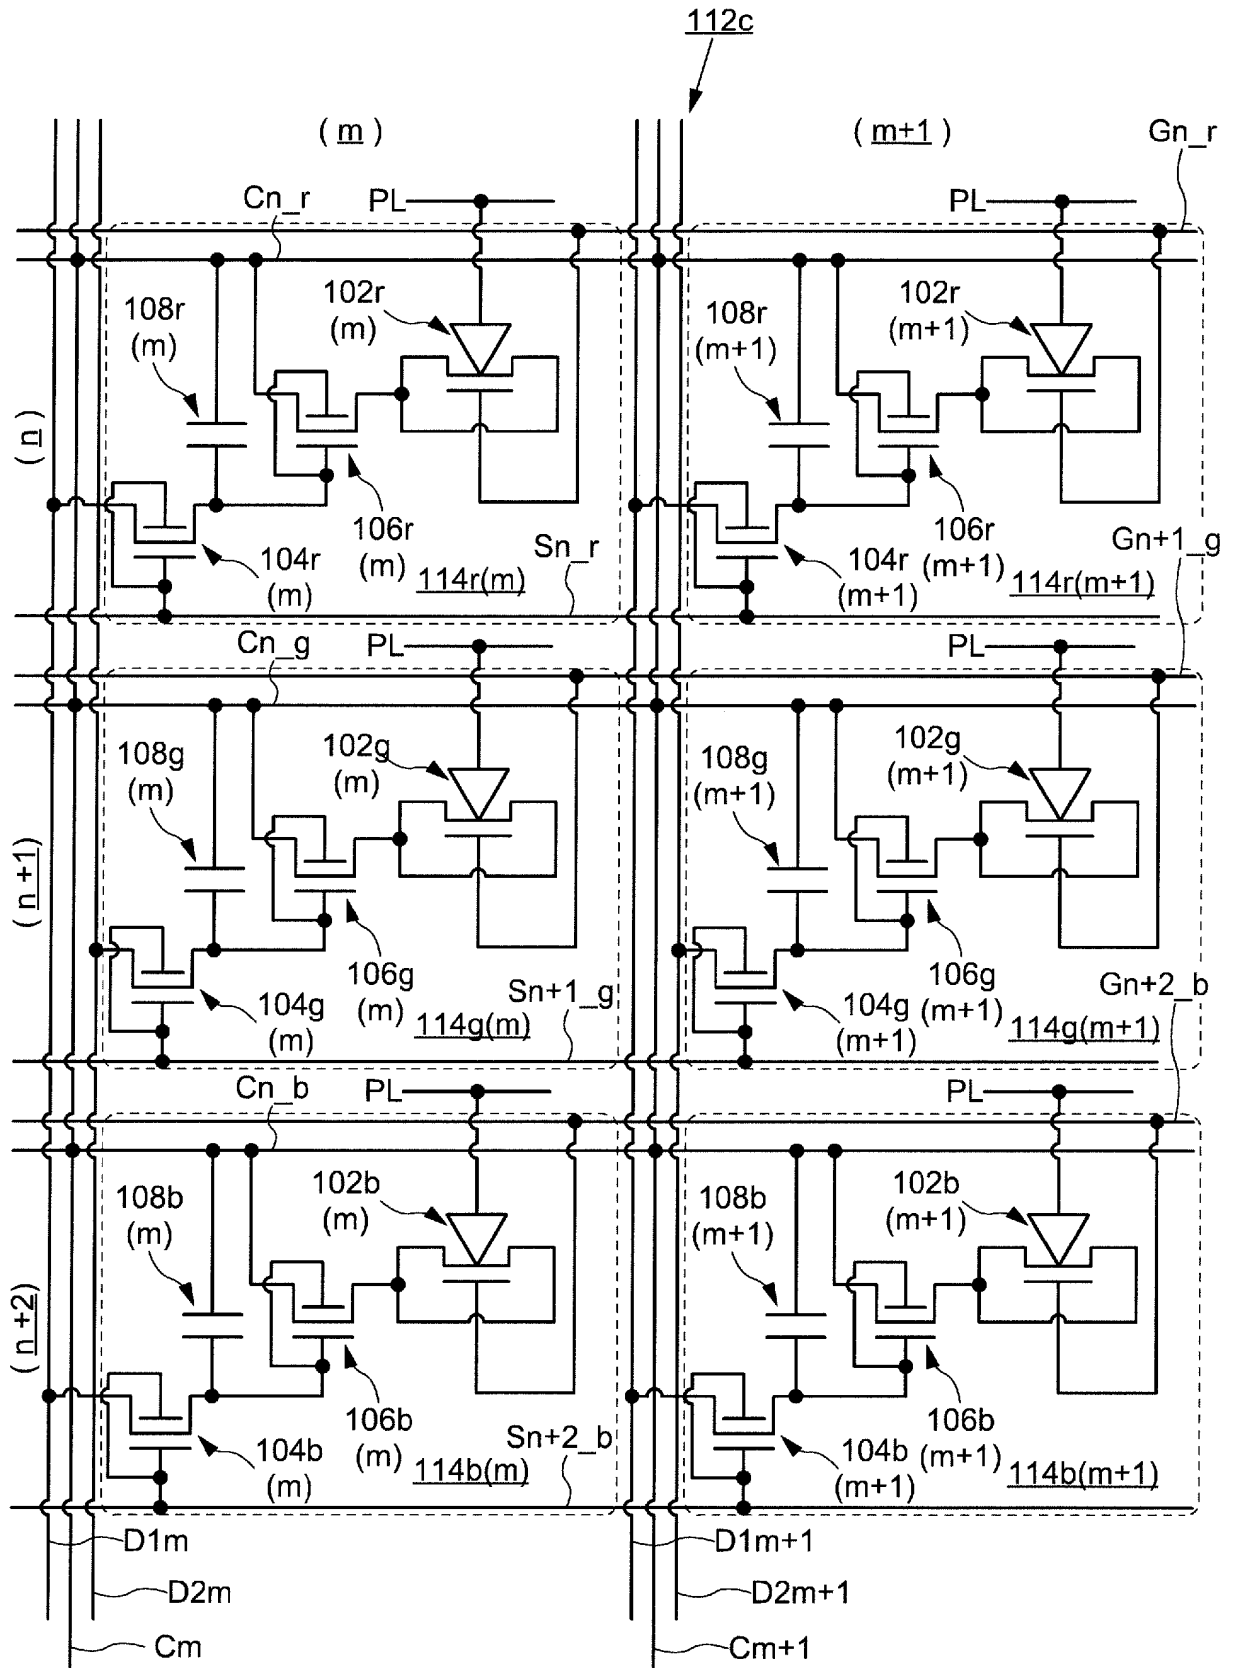 112c
(m)
(m+1)
Gn_r
Cn_r
PL
PL
108r
(m)
102r
(m)
108r
(m+1)
102r
(m+1)
(n)
104r
(m)
106r
(m)
Sn_r
114r(m)
104r
(m+1)
106r
(m+1)
Gn+1_g
114r(m+1)
Cn_g
PL
PL
108g
(m)
102g
(m)
108g
(m+1)
102g
(m+1)
(n+1)
104g
(m)
106g
(m)
Sn+1_g
114g(m)
104g
(m+1)
106g
(m+1)
Gn+2_b
114g(m+1)
Cn_b
PL
PL
108b
(m)
102b
(m)
108b
(m+1)
102b
(m+1)
(n+2)
104b
(m)
106b
(m)
Sn+2_b
114b(m)
104b
(m+1)
106b
(m+1)
114b(m+1)
D1m
D1m+1
D2m
D2m+1
Cm
Cm+1